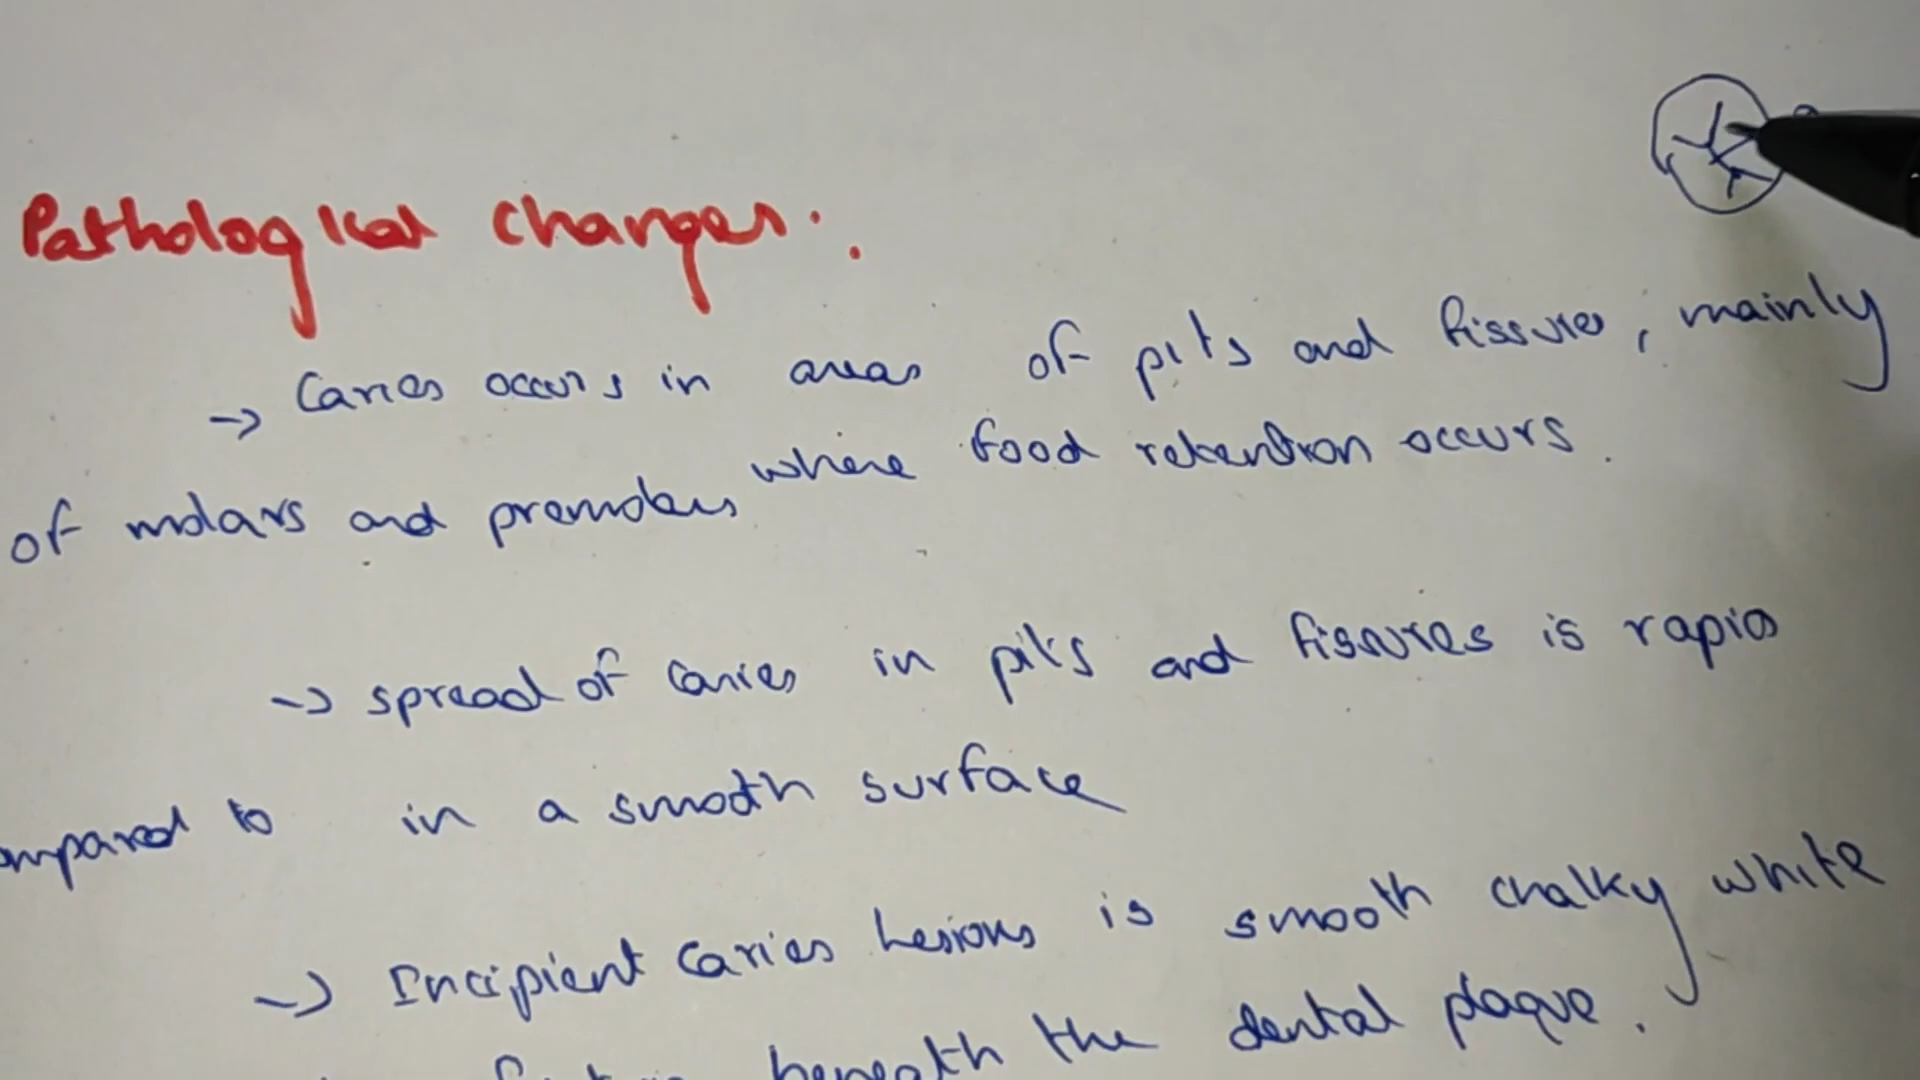 Pathological changes:.
→ Caries occurs in areas of pits and fissures, mainly
of molars and premolars where food retention occurs.
→ spread of caries in pits and fissures is rapid
compared to in a smooth surface
→ Incipient caries lesions is smooth chalky white
beneath the dental plaque.